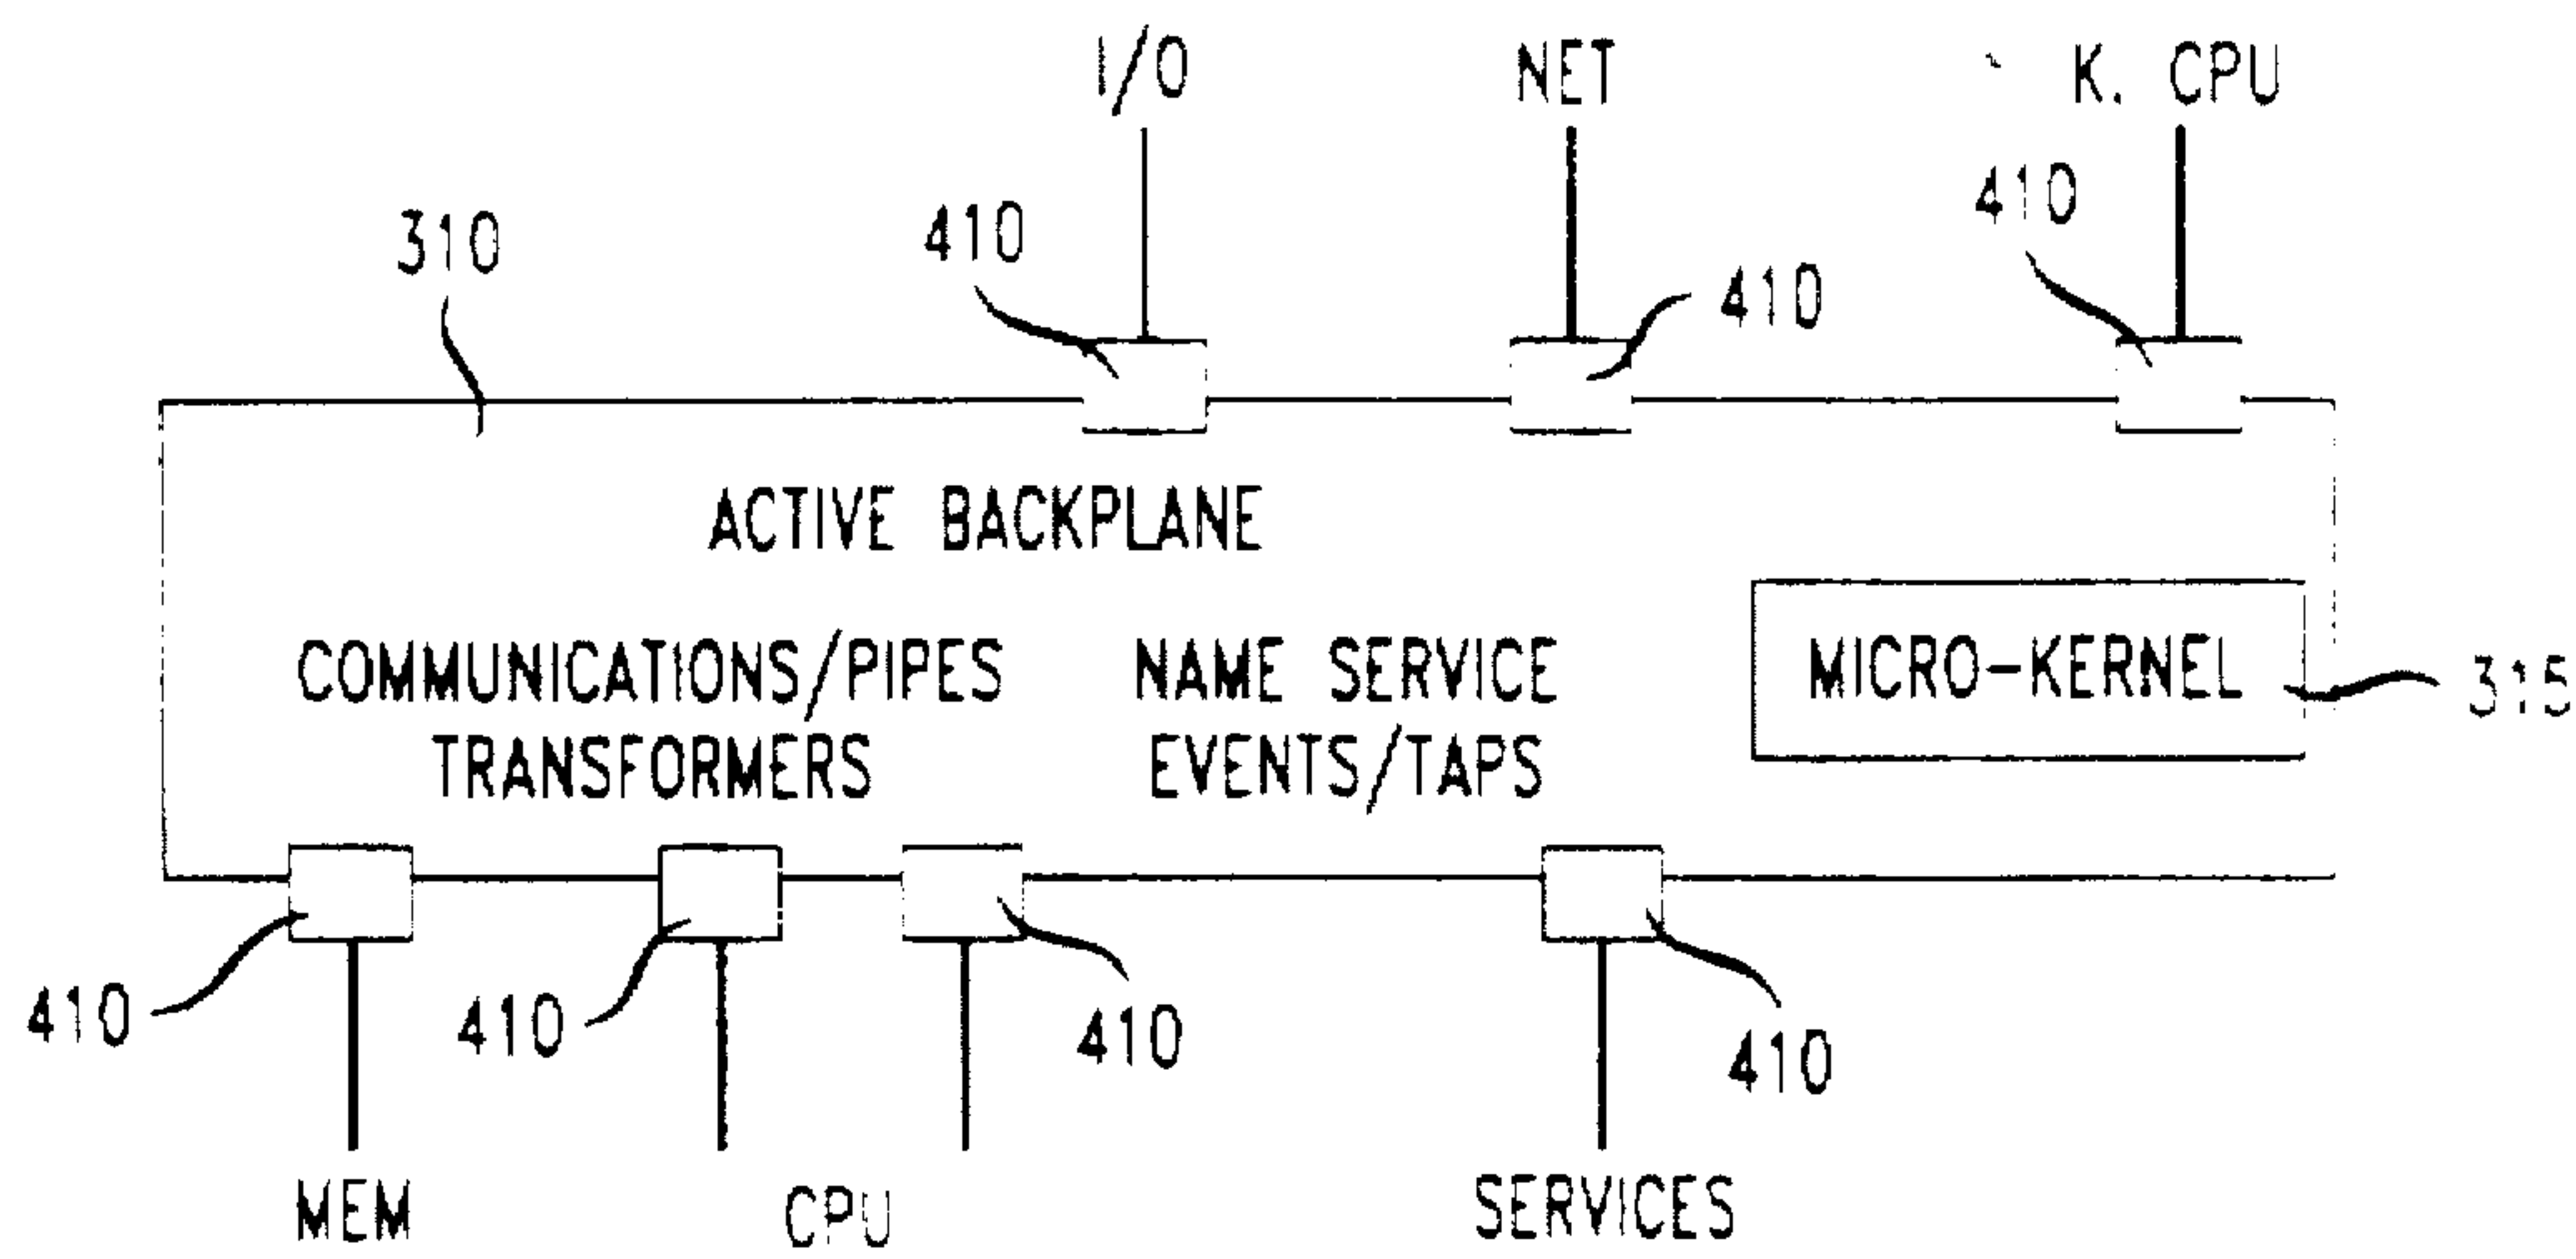 I/O
NET
K. CPU
410
310
410
410
ACTIVE BACKPLANE
COMMUNICATIONS/PIPES
TRANSFORMERS
NAME SERVICE
EVENTS/TAPS
MICRO-KERNEL
315
410
410
410
410
MEM
CPU
SERVICES